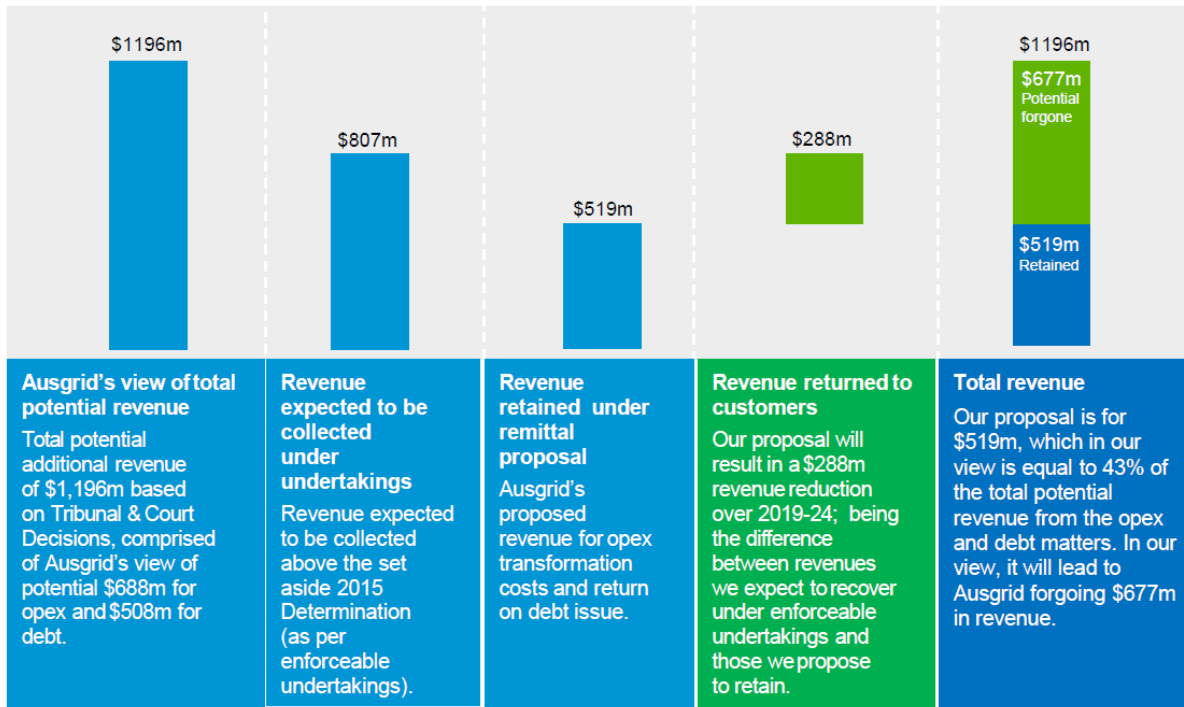 $1196m
$807m
$519m
$288m
$1196m
$677m
Potential
forgone
$519m
Retained
Ausgrid's view of total
potential revenue
Total potential
additional revenue
of $1,196m based
on Tribunal & Court
Decisions, comprised
of Ausgrid's view of
potential $688m for
opex and $508m for
debt.
Revenue
expected to be
collected
under
undertakings
Revenue expected
to be collected
above the set
aside 2015
Determination
(as per
enforceable
undertakings).
Revenue
retained under
remittal
proposal
Ausgrid's
proposed
revenue for opex
transformation
costs and return
on debt issue.
Revenue returned to
customers
Our proposal will
result in a $288m
revenue reduction
over 2019-24; being
the difference
between revenues
we expect to recover
under enforceable
undertakings and
those we propose
to retain.
Total revenue
Our proposal is for
$519m, which in our
view is equal to 43% of
the total potential
revenue from the opex
and debt matters. In our
view, it will lead to
Ausgrid forgoing $677m
in revenue.